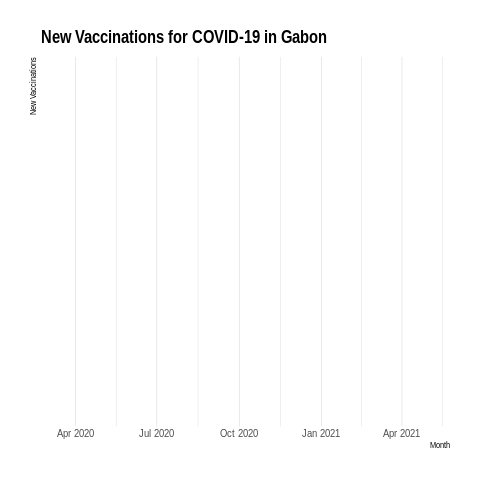 New Vaccinations for COVID-19 in Gabon
New Vaccinations
Apr 2020 Jul 2020 Oct 2020 Jan 2021 Apr 2021
Month